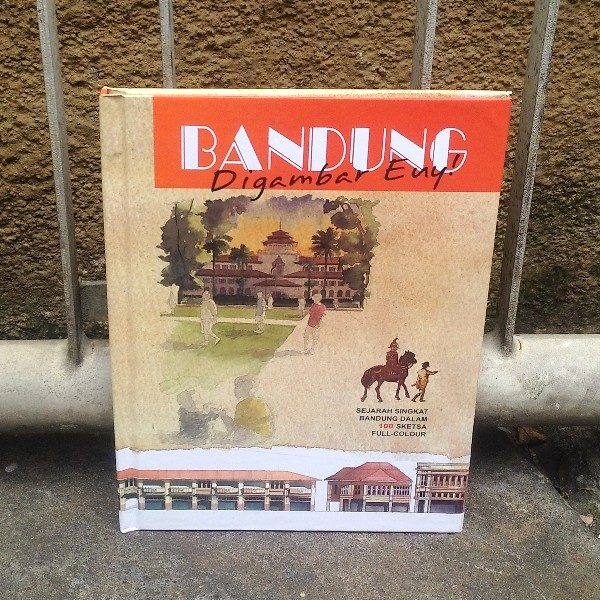 BANDUNG
Digambar Euy!
SEJARAH SINGKAT
BANDUNG DALAM
100 SKETSA
FULL-COLOUR